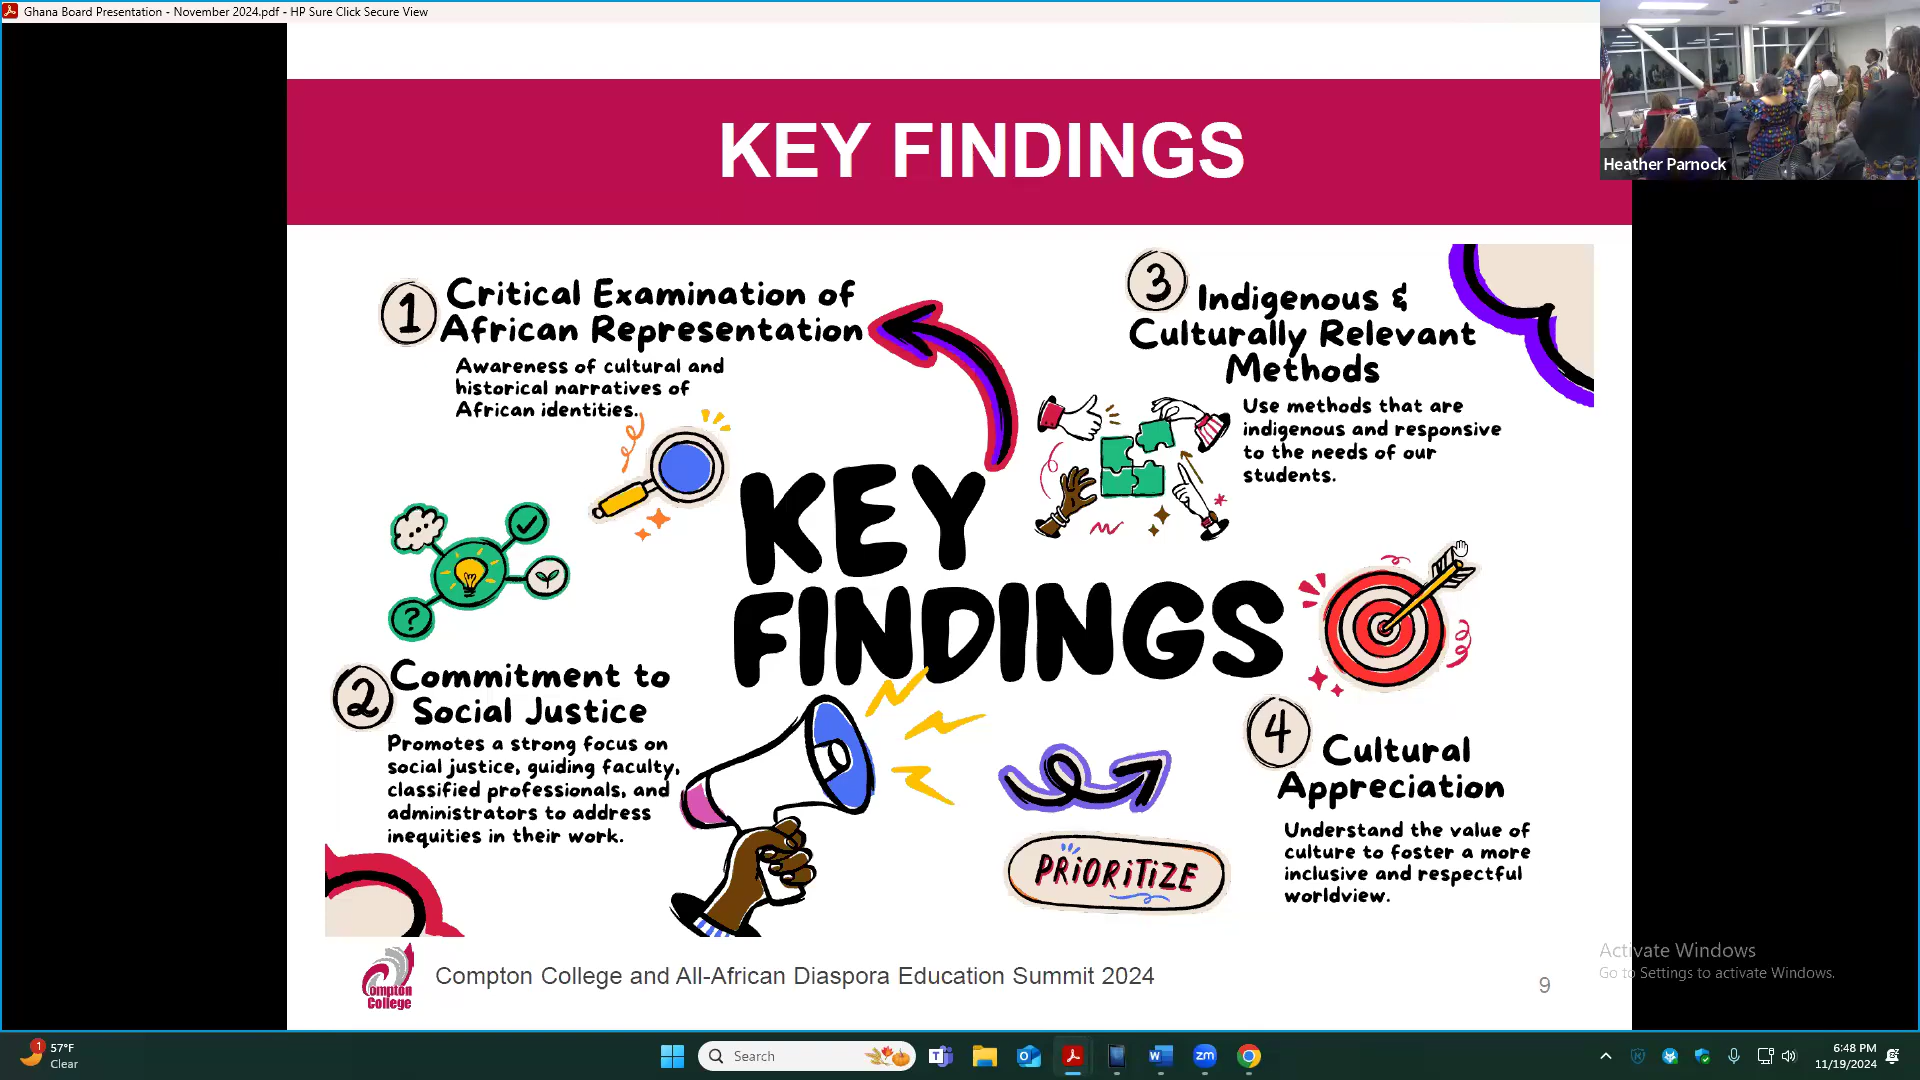 Ghana Board Presentation - November 2024.pdf - HP Sure Click Secure View
Heather Parnock
KEY FINDINGS
1
Critical Examination of
African Representation
Awareness of cultural and
historical narratives of
African identities.
3
Indigenous &
Culturally Relevant
Methods
Use methods that are
indigenous and responsive
to the needs of our
students.
KEY
FINDINGS
?
2
Commitment to
Social Justice
Promotes a strong focus on
social justice, guiding faculty,
classified professionals, and
administrators to address
inequities in their work.
4
Cultural
Appreciation
Understand the value of
culture to foster a more
inclusive and respectful
worldview.
PRiORiTiZE
Compton
College
Compton College and All-African Diaspora Education Summit 2024
9
Activate Windows
Go to Settings to activate Windows.
1
57°F
Clear
Search
T
W
zm
6:48 PM
11/19/2024